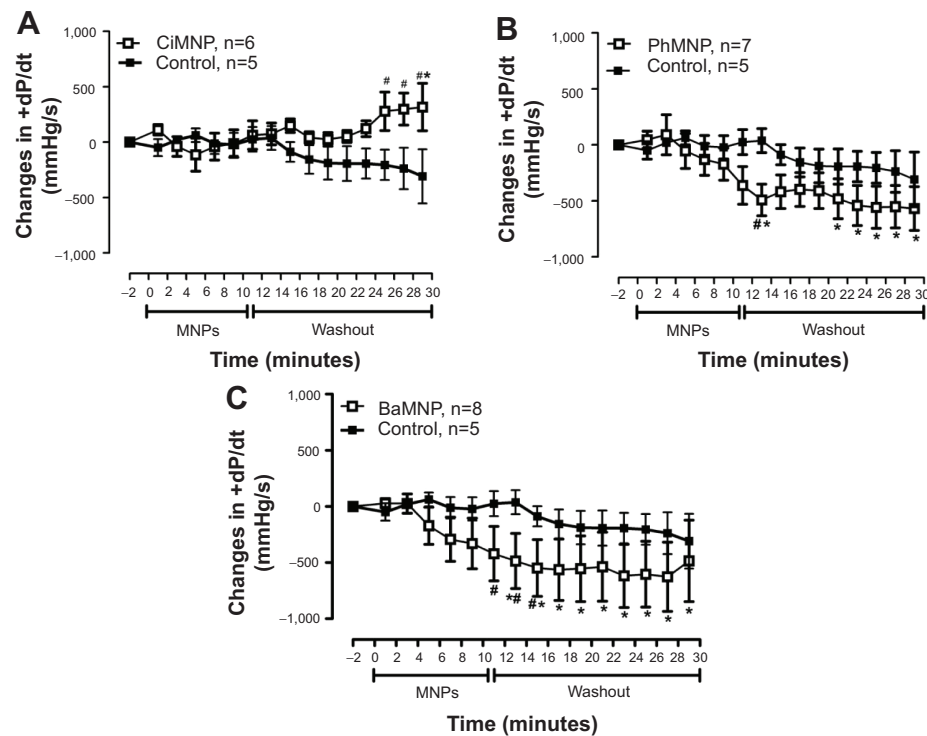 A
1,000
500
0
–500
–1,000
Changes in +dP/dt
(mmHg/s)
CiMNP, n=6
Control, n=5
# # #*
–2 0 2 4 6 8 10 12 14 16 18 20 22 24 26 28 30
MNPs Washout
Time (minutes)
B
1,000
500
0
–500
–1,000
Changes in +dP/dt
(mmHg/s)
PhMNP, n=7
Control, n=5
#* * * * * *
–2 0 2 4 6 8 10 12 14 16 18 20 22 24 26 28 30
MNPs Washout
Time (minutes)
C
1,000
500
0
–500
–1,000
Changes in +dP/dt
(mmHg/s)
BaMNP, n=8
Control, n=5
# *# #* * * * * * * *
–2 0 2 4 6 8 10 12 14 16 18 20 22 24 26 28 30
MNPs Washout
Time (minutes)